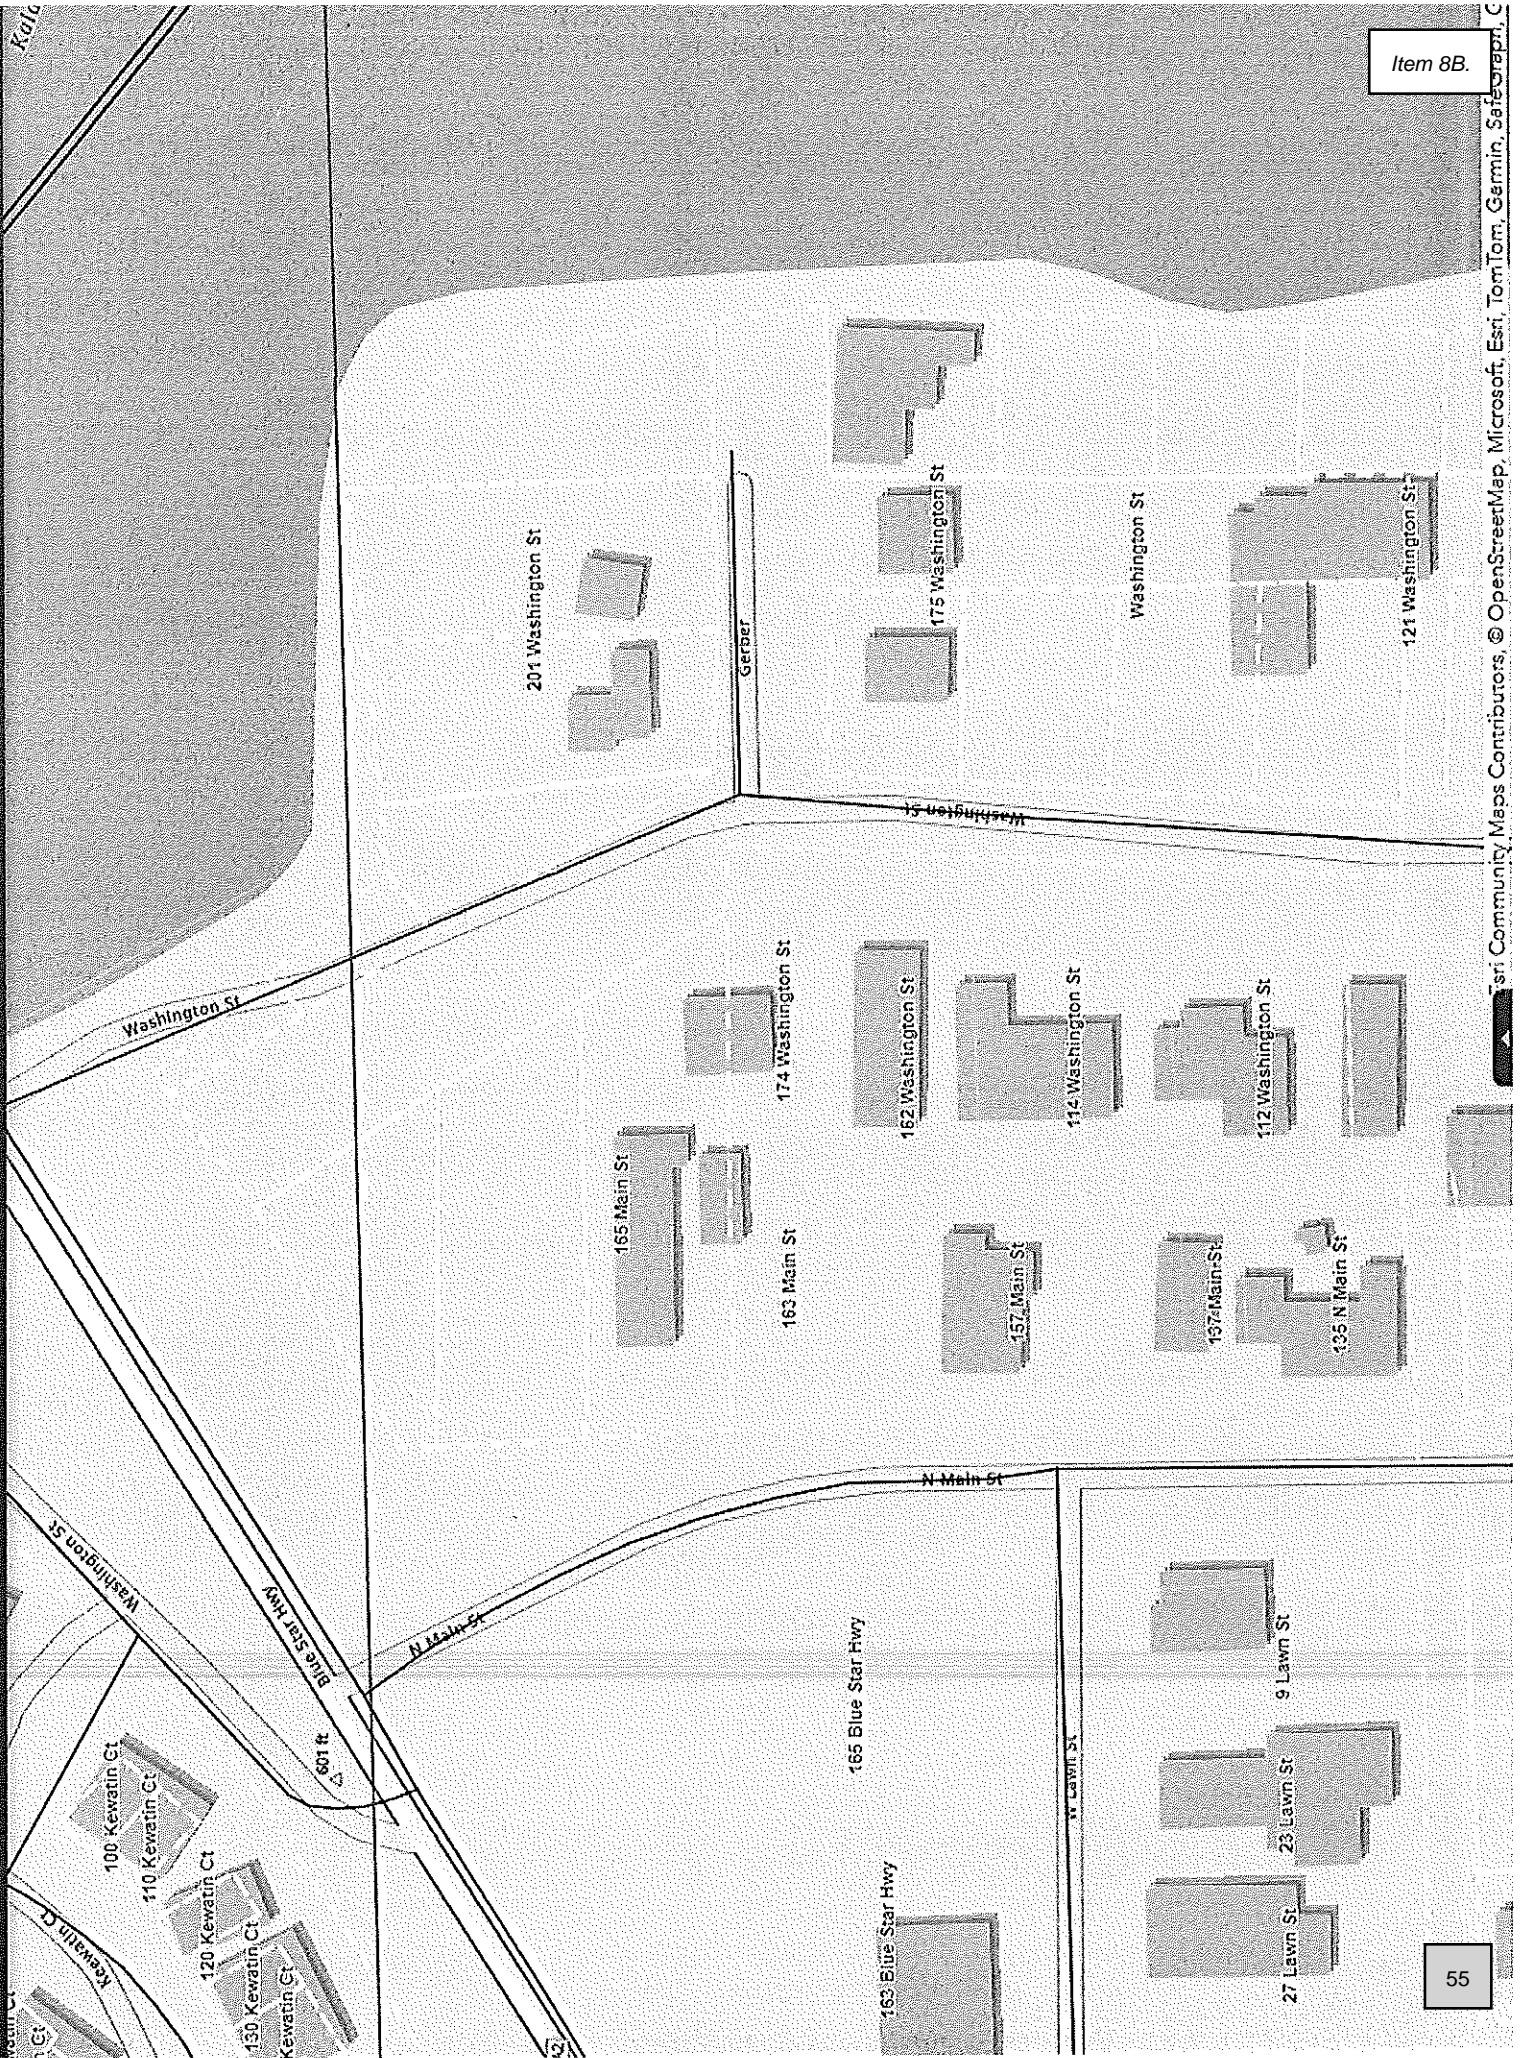 Item 8B.
Washington St
201 Washington St
Gerber
175 Washington St
Washington St
121 Washington St
Washington St
174 Washington St
162 Washington St
114 Washington St
112 Washington St
165 Main St
163 Main St
157 Main St
137 Main St
135 N Main St
N Main St
N Main St
Washington St
Blue Star Hwy
601 ft
100 Kewatin Ct
110 Kewatin Ct
120 Kewatin Ct
130 Kewatin Ct
Kewatin Ct
Keewatin Ct
165 Blue Star Hwy
163 Blue Star Hwy
W Lawn St
9 Lawn St
23 Lawn St
27 Lawn St
Esri Community Maps Contributors, © OpenStreetMap, Microsoft, Esri, TomTom, Garmin, SafeGraph,
55